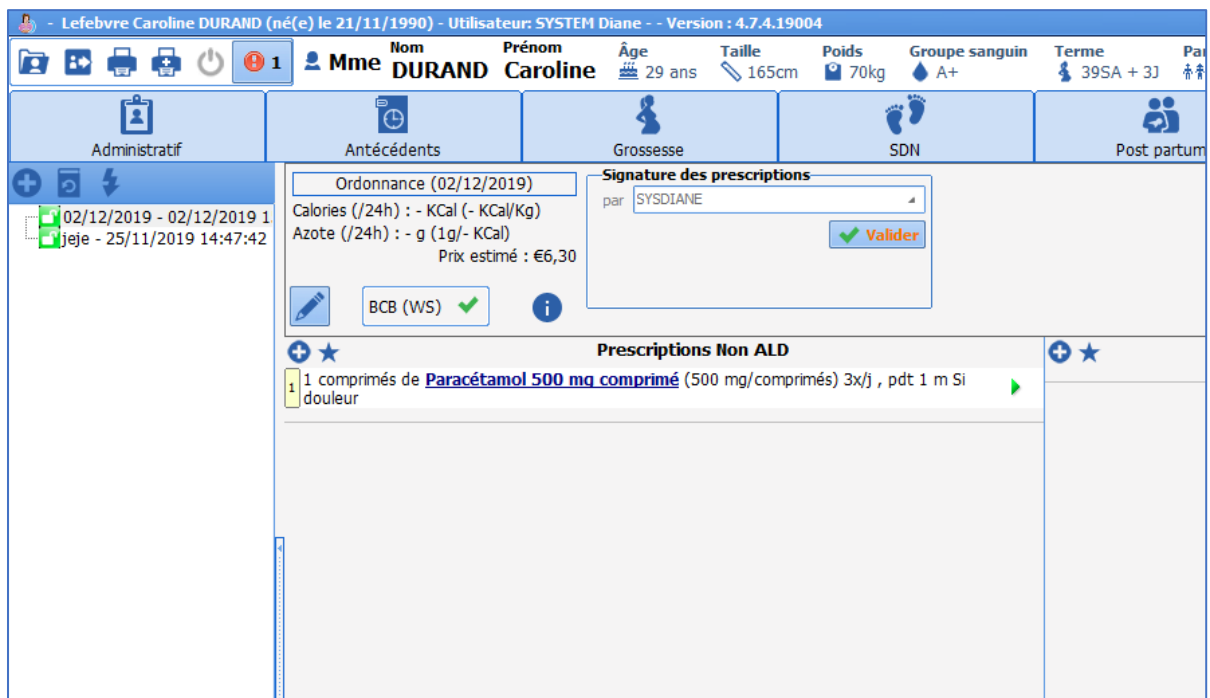 - Lefebvre Caroline DURAND (né(e) le 21/11/1990) - Utilisateur: SYSTEM Diane - - Version : 4.7.4.19004
1 Mme Nom DURAND Prénom Caroline Âge 29 ans Taille 165cm Poids 70kg Groupe sanguin A+ Terme 39SA + 3J
Administratif Antécédents Grossesse SDN Post partum
02/12/2019 - 02/12/2019 1
jeje - 25/11/2019 14:47:42
Ordonnance (02/12/2019)
Calories (/24h) : - KCal (- KCal/Kg)
Azote (/24h) : - g (1g/- KCal)
Prix estimé : €6,30
BCB (WS)
Signature des prescriptions
par SYSDIANE
Valider
Prescriptions Non ALD
1
1 comprimés de Paracétamol 500 mg comprimé (500 mg/comprimés) 3x/j , pdt 1 m Si
douleur